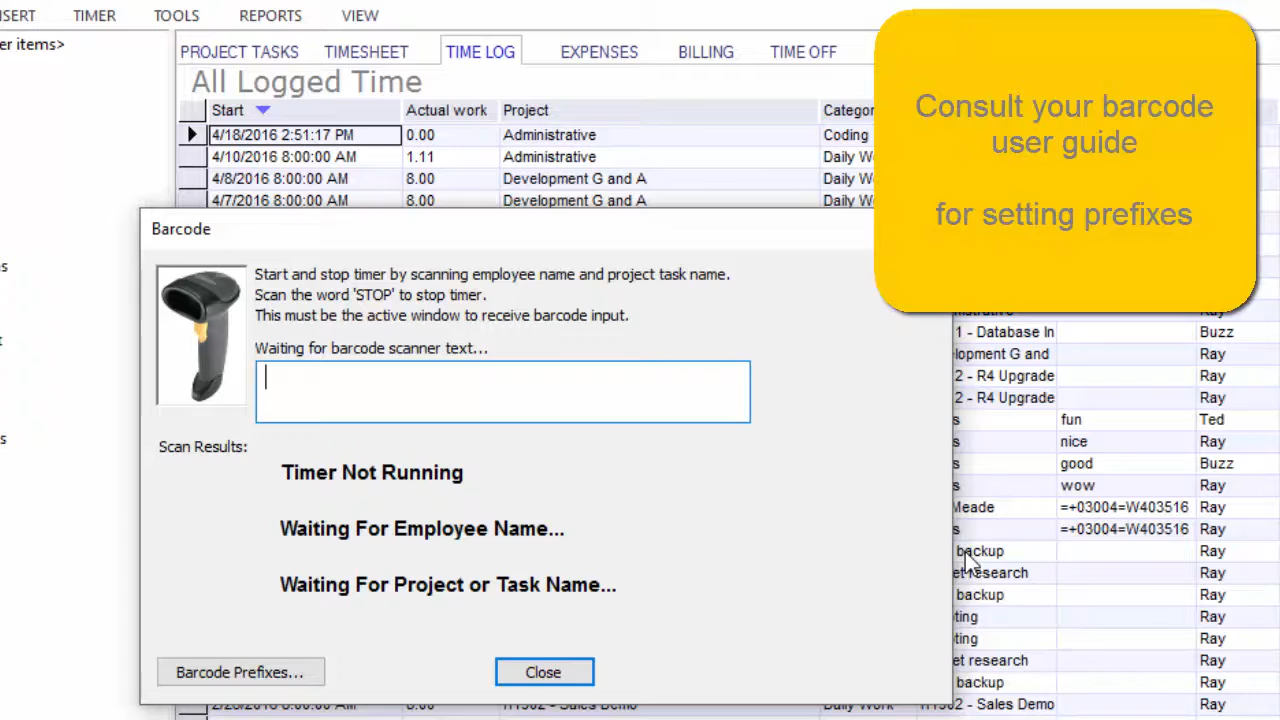 SERT TIMER TOOLS REPORTS VIEW
er items>
PROJECT TASKS TIMESHEET TIME LOG EXPENSES BILLING TIME OFF
All Logged Time
Start Actual work Project Categor
4/18/2016 2:51:17 PM 0.00 Administrative Coding
4/10/2016 8:00:00 AM 1.11 Administrative Daily W
4/8/2016 8:00:00 AM 8.00 Development G and A Daily W
4/7/2016 8:00:00 AM 8.00 Development G and A Daily W
Consult your barcode
user guide
for setting prefixes
Barcode
Start and stop timer by scanning employee name and project task name.
Scan the word 'STOP' to stop timer.
This must be the active window to receive barcode input.
Waiting for barcode scanner text...
Scan Results:
Timer Not Running
Waiting For Employee Name...
Waiting For Project or Task Name...
Barcode Prefixes... Close
1 - Database In Buzz
lopment G and Ray
2 - R4 Upgrade Ray
2 - R4 Upgrade Ray
s fun Ted
s nice Ray
s good Buzz
s wow Ray
Meade =+03004=W403516 Ray
s =+03004=W403516 Ray
backup Ray
et research Ray
backup Ray
ting Ray
ting Ray
et research Ray
backup Ray
8.00 Daily Work - Sales Demo Ray